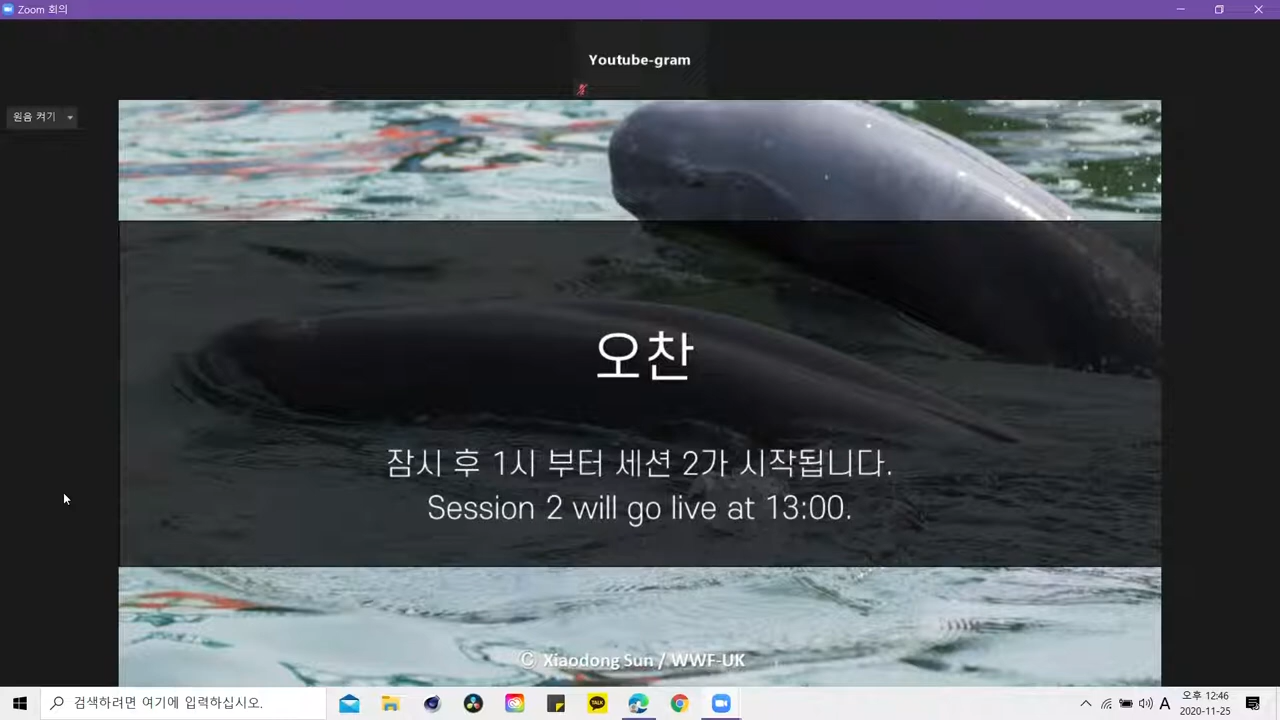 Zoom 회의
Youtube-gram
원음 켜기
오찬
잠시 후 1시 부터 세션 2가 시작됩니다.
Session 2 will go live at 13:00.
© Xiaodong Sun / WWF-UK
검색하려면 여기에 입력하십시오.
TALK
A
오후 12:46
2020-11-25